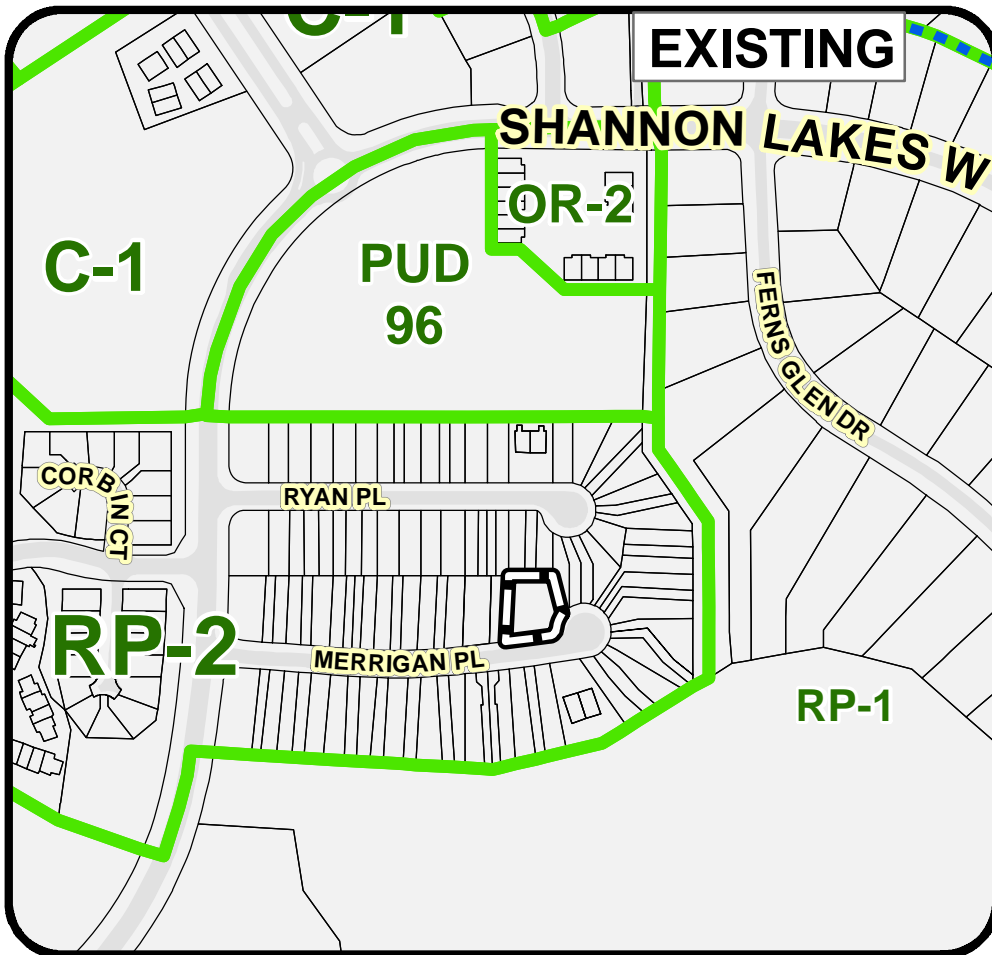 C-1
EXISTING
SHANNON LAKES W
OR-2
C-1
PUD
96
FERNS GLEN DR
CORBIN CT
RYAN PL
RP-2
MERRIGAN PL
RP-1